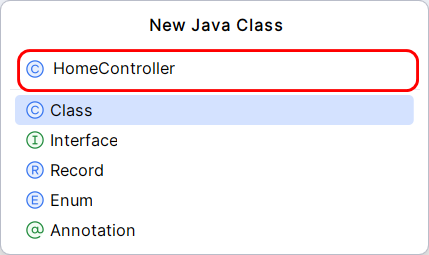 New Java Class
C HomeController
C Class
I Interface
R Record
E Enum
@ Annotation